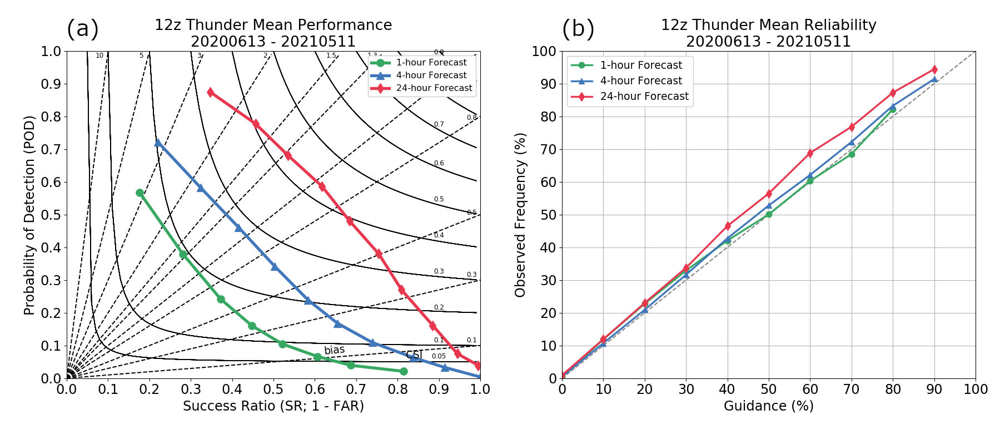 (a)
12z Thunder Mean Performance
20200613 - 20210511
10 5 3 2 1.5 1.3 0.9
1-hour Forecast
4-hour Forecast
24-hour Forecast
0.8
0.7
0.6
0.5
0.5
0.4
0.3 0.3
0.2
0.1 0.1
bias
CSI 0.05
1.0
0.9
0.8
0.7
0.6
0.5
0.4
0.3
0.2
0.1
0.0
Probability of Detection (POD)
0.0 0.1 0.2 0.3 0.4 0.5 0.6 0.7 0.8 0.9 1.0
Success Ratio (SR; 1 - FAR)
(b)
12z Thunder Mean Reliability
20200613 - 20210511
1-hour Forecast
4-hour Forecast
24-hour Forecast
100
90
80
70
60
50
40
30
20
10
0
Observed Frequency (%)
0 10 20 30 40 50 60 70 80 90 100
Guidance (%)